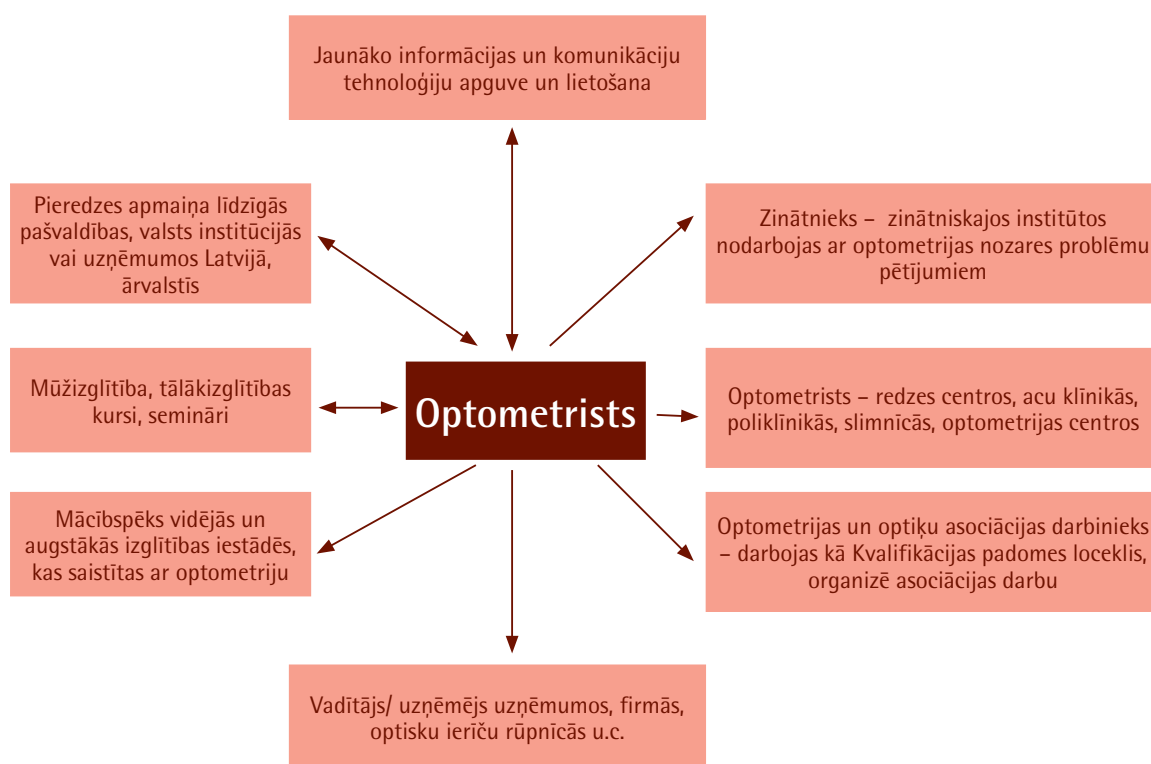 Jaunāko informācijas un komunikāciju
tehnoloģiju apguve un lietošana
Pieredzes apmaiņa līdzīgās
pašvaldības, valsts institūcijās
vai uzņēmumos Latvijā,
ārvalstīs
Zinātnieks – zinātniskajos institūtos
nodarbojas ar optometrijas nozares problēmu
pētījumiem
Mūžizglītība, tālākizglītības
kursi, semināri
Optometrists
Optometrists – redzes centros, acu klīnikās,
poliklīnikās, slimnīcās, optometrijas centros
Mācībspēks vidējās un
augstākās izglītības iestādēs,
kas saistītas ar optometriju
Optometrijas un optiķu asociācijas darbinieks
– darbojas kā Kvalifikācijas padomes loceklis,
organizē asociācijas darbu
Vadītājs/ uzņēmējs uzņēmumos, firmās,
optisku ierīču rūpnīcās u.c.